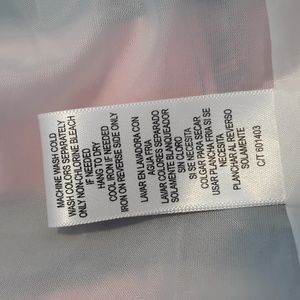 MACHINE WASH COLD
WASH COLORS SEPARATELY
ONLY NON-CHLORINE BLEACH
IF NEEDED
HANG TO DRY
COOL IRON IF NEEDED
IRON ON REVERSE SIDE ONLY
LAVAR EN LAVADORA CON
AGUA FRIA
LAVAR COLORES SEPARADO
SOLAMENTE BLANQUEADOR
SIN CLORO
SI SE NECESITA
COLGAR PARA SECAR
USAR PLANCHA FRIA SI SE
NECESITA
PLANCHAR AL REVERSO
SOLAMENTE
C/T 601403